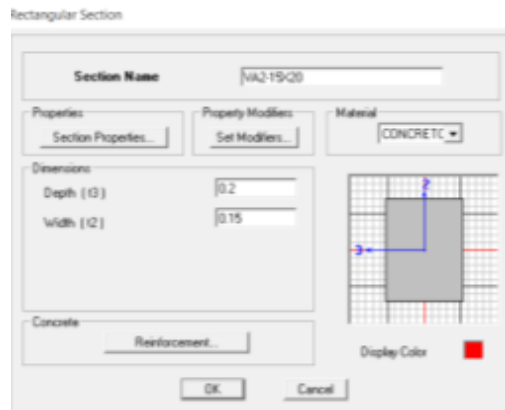 Rectangular Section
Section Name
VA2-15X20
Properties
Section Properties...
Property Modifiers
Set Modifiers...
Material
CONCRETC
Dimensions
Depth ( t3 )
0.2
Width ( t2 )
0.15
2
3
Concrete
Reinforcement...
Display Color
OK
Cancel